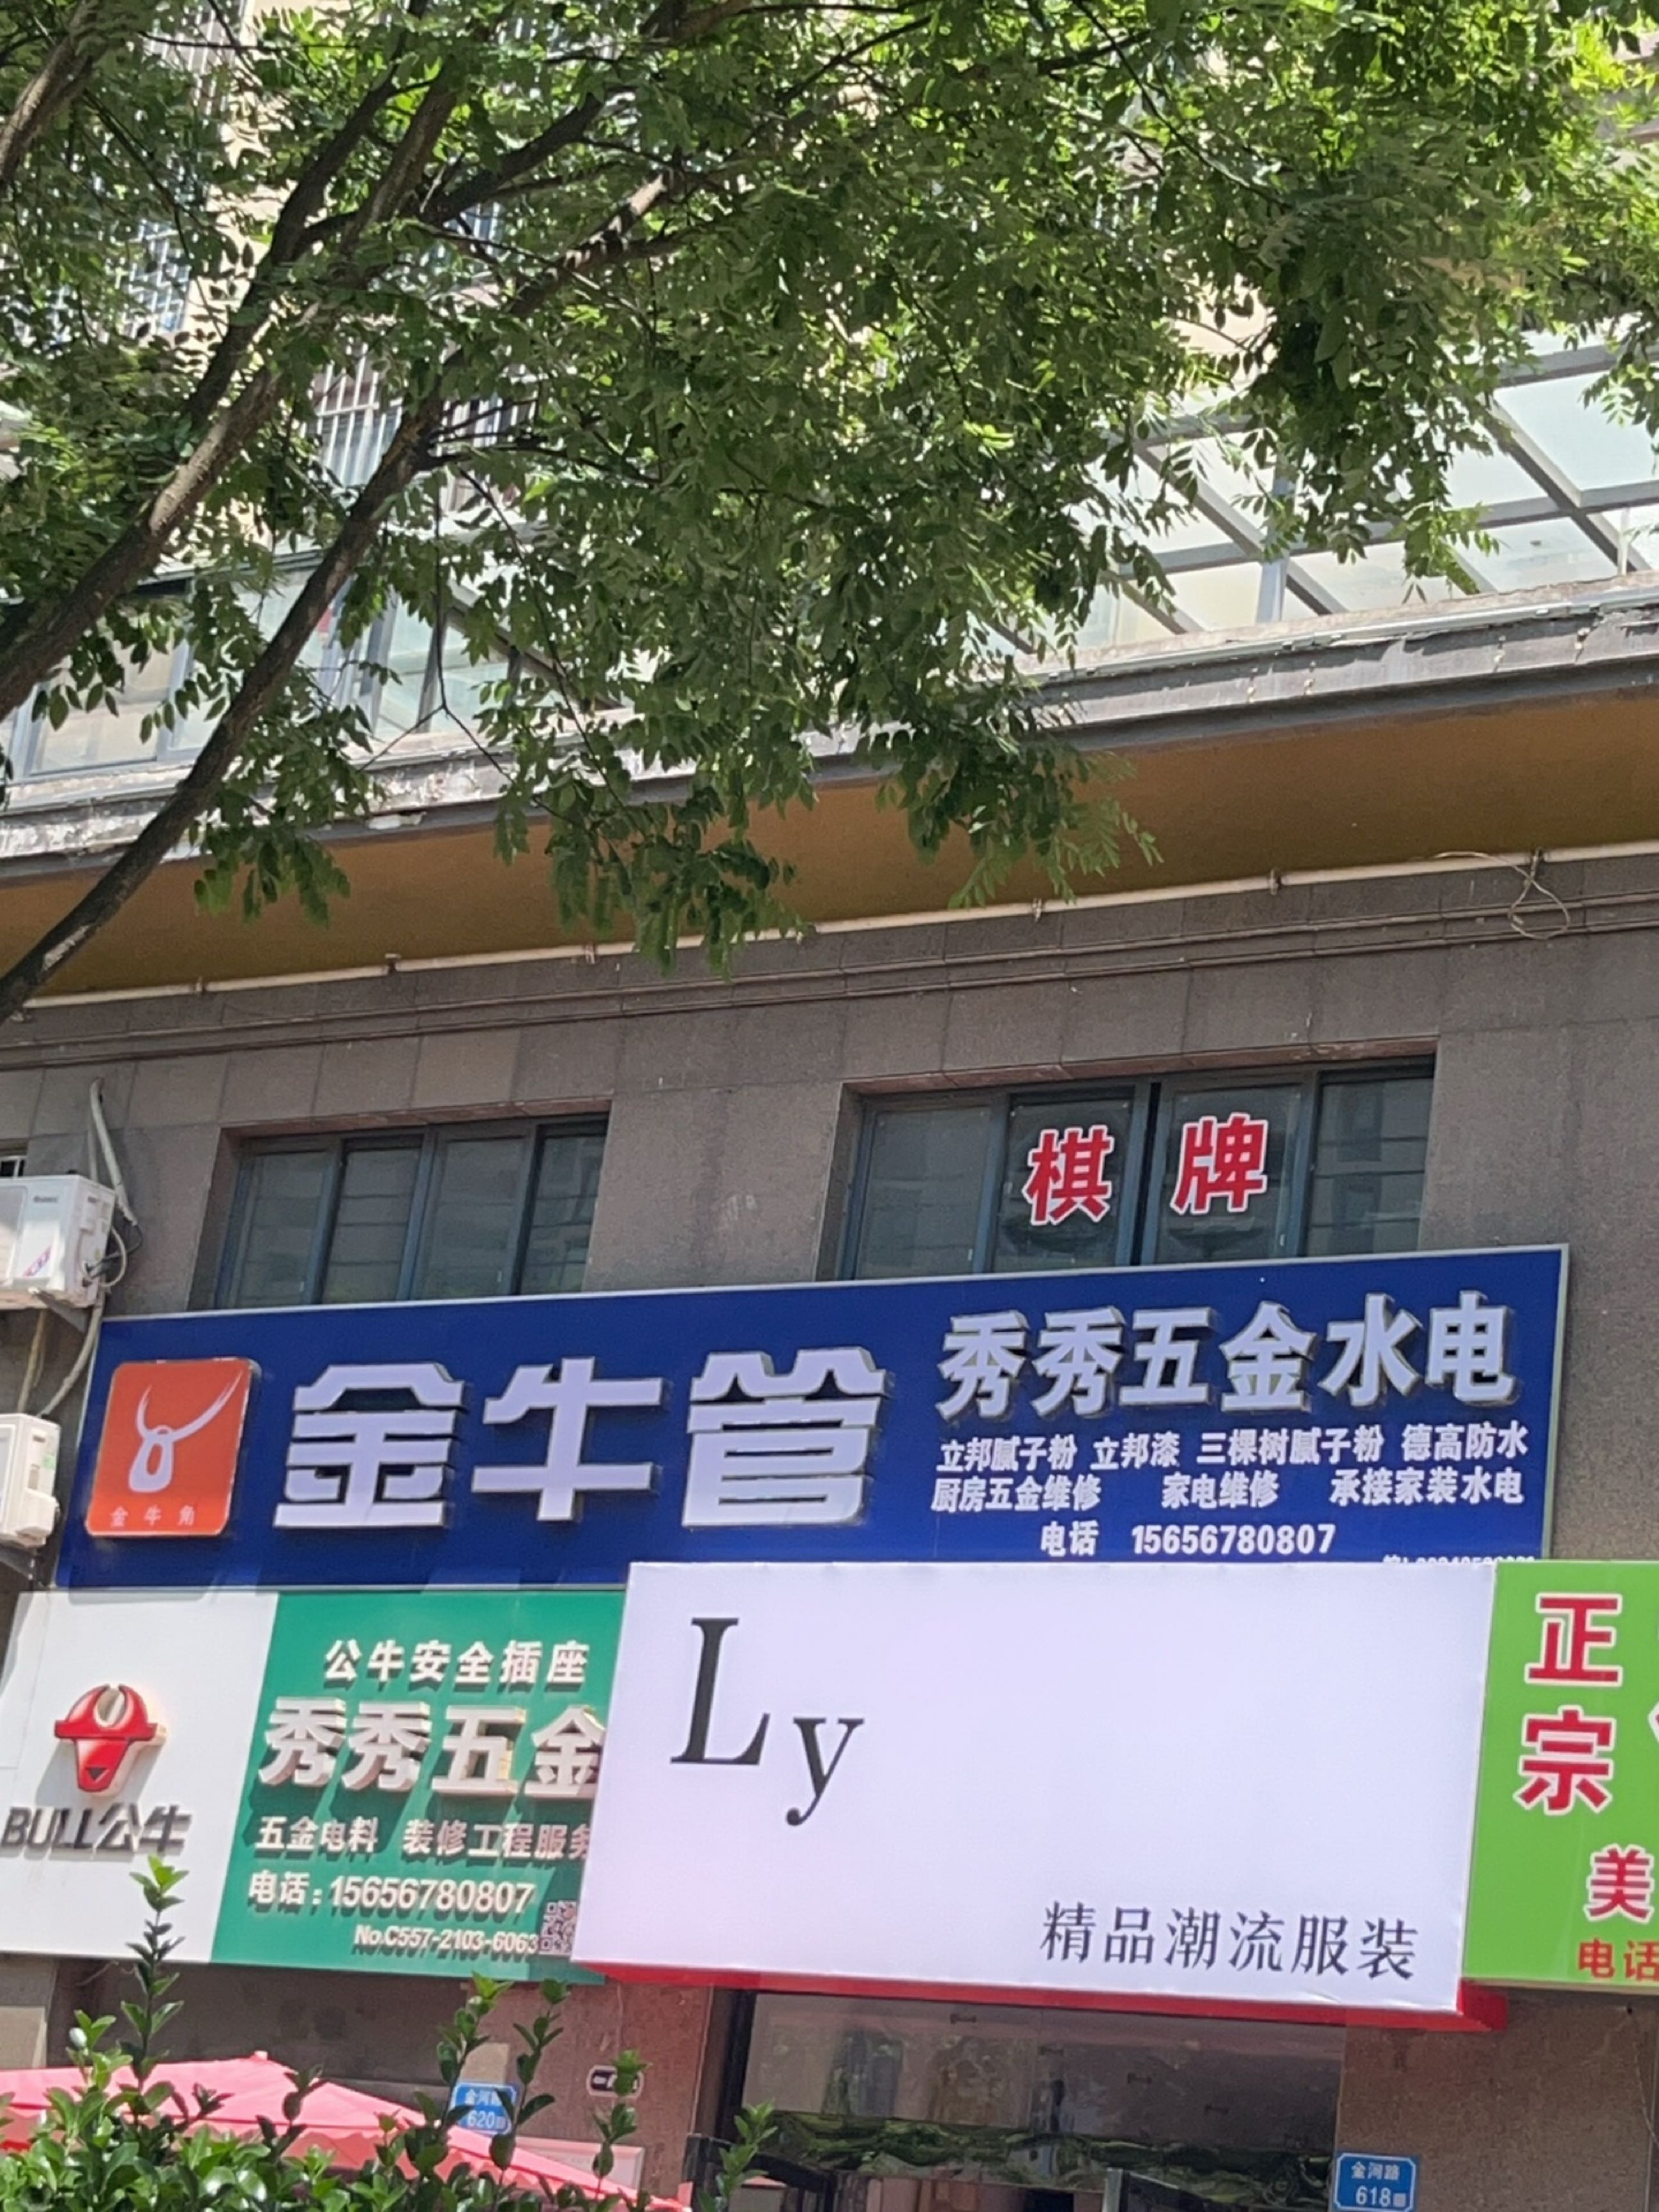 棋牌
金牛角
金牛管
秀秀五金水电
立邦腻子粉 立邦漆 三棵树腻子粉 德高防水
厨房五金维修 家电维修 承接家装水电
电话 15656780807
BULL公牛
公牛安全插座
秀秀五金
五金电料 装修工程服务
电话:15656780807
No.C557-2103-6063
Ly
精品潮流服装
正宗
美
电话
金河路
620
金河路
618